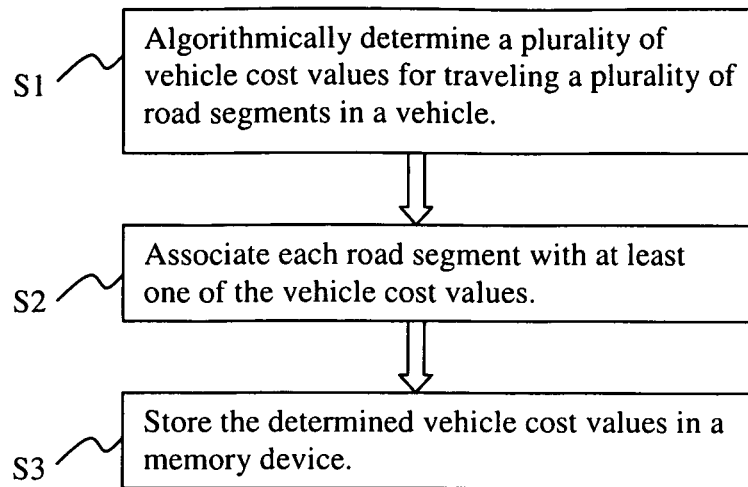 Algorithmically determine a plurality of
vehicle cost values for traveling a plurality of
road segments in a vehicle.
S1
Associate each road segment with at least
one of the vehicle cost values.
S2
Store the determined vehicle cost values in a
memory device.
S3